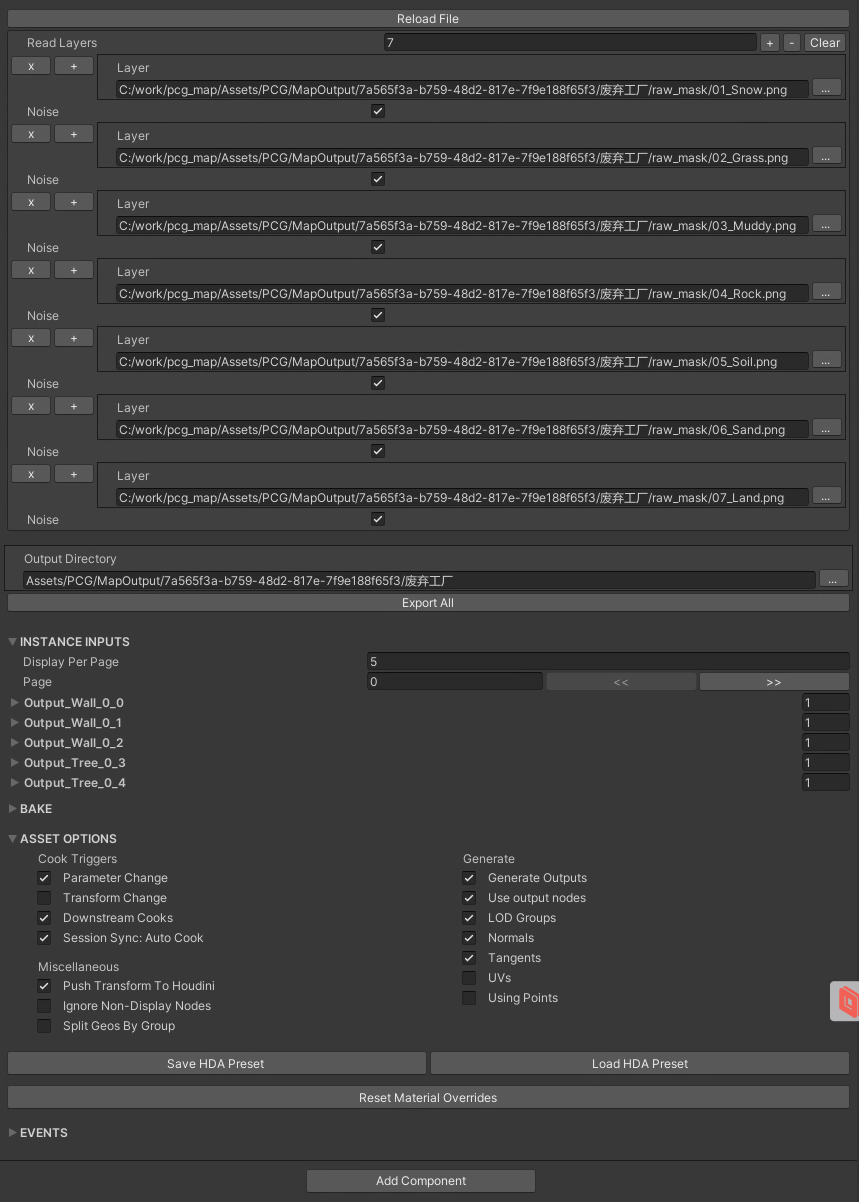 Reload File
Read Layers 7 + - Clear
x + Layer
C:/work/pcg_map/Assets/PCG/MapOutput/7a565f3a-b759-48d2-817e-7f9e188f65f3/废弃工厂/raw_mask/01_Snow.png ...
Noise
x + Layer
C:/work/pcg_map/Assets/PCG/MapOutput/7a565f3a-b759-48d2-817e-7f9e188f65f3/废弃工厂/raw_mask/02_Grass.png ...
Noise
x + Layer
C:/work/pcg_map/Assets/PCG/MapOutput/7a565f3a-b759-48d2-817e-7f9e188f65f3/废弃工厂/raw_mask/03_Muddy.png ...
Noise
x + Layer
C:/work/pcg_map/Assets/PCG/MapOutput/7a565f3a-b759-48d2-817e-7f9e188f65f3/废弃工厂/raw_mask/04_Rock.png ...
Noise
x + Layer
C:/work/pcg_map/Assets/PCG/MapOutput/7a565f3a-b759-48d2-817e-7f9e188f65f3/废弃工厂/raw_mask/05_Soil.png ...
Noise
x + Layer
C:/work/pcg_map/Assets/PCG/MapOutput/7a565f3a-b759-48d2-817e-7f9e188f65f3/废弃工厂/raw_mask/06_Sand.png ...
Noise
x + Layer
C:/work/pcg_map/Assets/PCG/MapOutput/7a565f3a-b759-48d2-817e-7f9e188f65f3/废弃工厂/raw_mask/07_Land.png ...
Noise
Output Directory
Assets/PCG/MapOutput/7a565f3a-b759-48d2-817e-7f9e188f65f3/废弃工厂 ...
Export All
INSTANCE INPUTS
Display Per Page 5
Page 0 << >>
Output_Wall_0_0 1
Output_Wall_0_1 1
Output_Wall_0_2 1
Output_Tree_0_3 1
Output_Tree_0_4 1
BAKE
ASSET OPTIONS
Cook Triggers Generate
Parameter Change Generate Outputs
Transform Change Use output nodes
Downstream Cooks LOD Groups
Session Sync: Auto Cook Normals
Tangents
Miscellaneous
UVs
Push Transform To Houdini
Using Points
Ignore Non-Display Nodes
Split Geos By Group
Save HDA Preset Load HDA Preset
Reset Material Overrides
EVENTS
Add Component